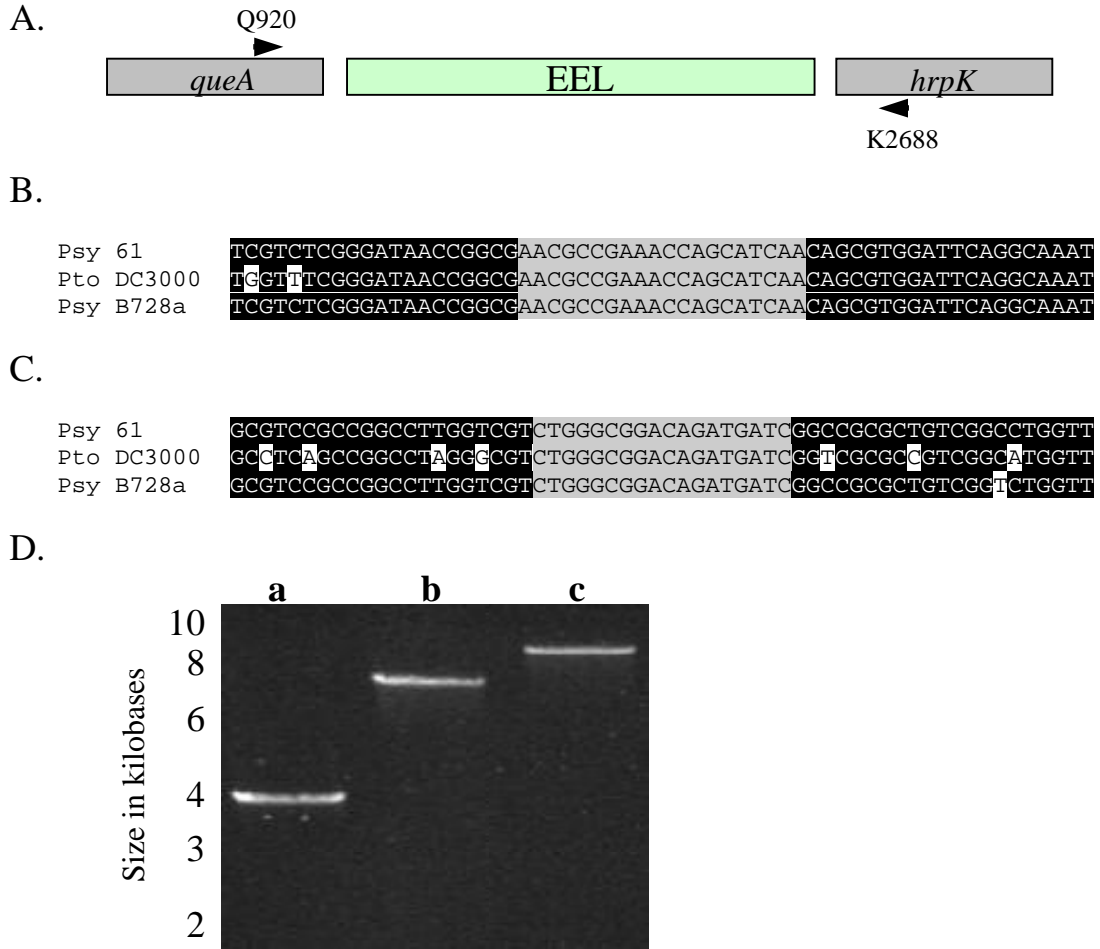 A.
Q920
queA EEL hrpK
K2688
B.
Psy 61 TCGTCTCGGGATAACCGGCGAACGCCGAAACCAGCATCAACAGCGTGGATTCAGGCAAAT
Pto DC3000 TGGTTTCGGGATAACCGGCGAACGCCGAAACCAGCATCAACAGCGTGGATTCAGGCAAAT
Psy B728a TCGTCTCGGGATAACCGGCGAACGCCGAAACCAGCATCAACAGCGTGGATTCAGGCAAAT
C.
Psy 61 GCGTCCGCCGGCCTTGGTCGTCTGGGCGGACAGATGATCGGCCGCGCTGTCGGCCTGGTT
Pto DC3000 GCCTCAGCCGGCCTAGGGCGTCTGGGCGGACAGATGATCGGTCGCGCCGTCGGCATGGTT
Psy B728a GCGTCCGCCGGCCTTGGTCGTCTGGGCGGACAGATGATCGGCCGCGCTGTCGGTCTGGTT
D.
a b c
Size in kilobases
10
8
6
4
3
2